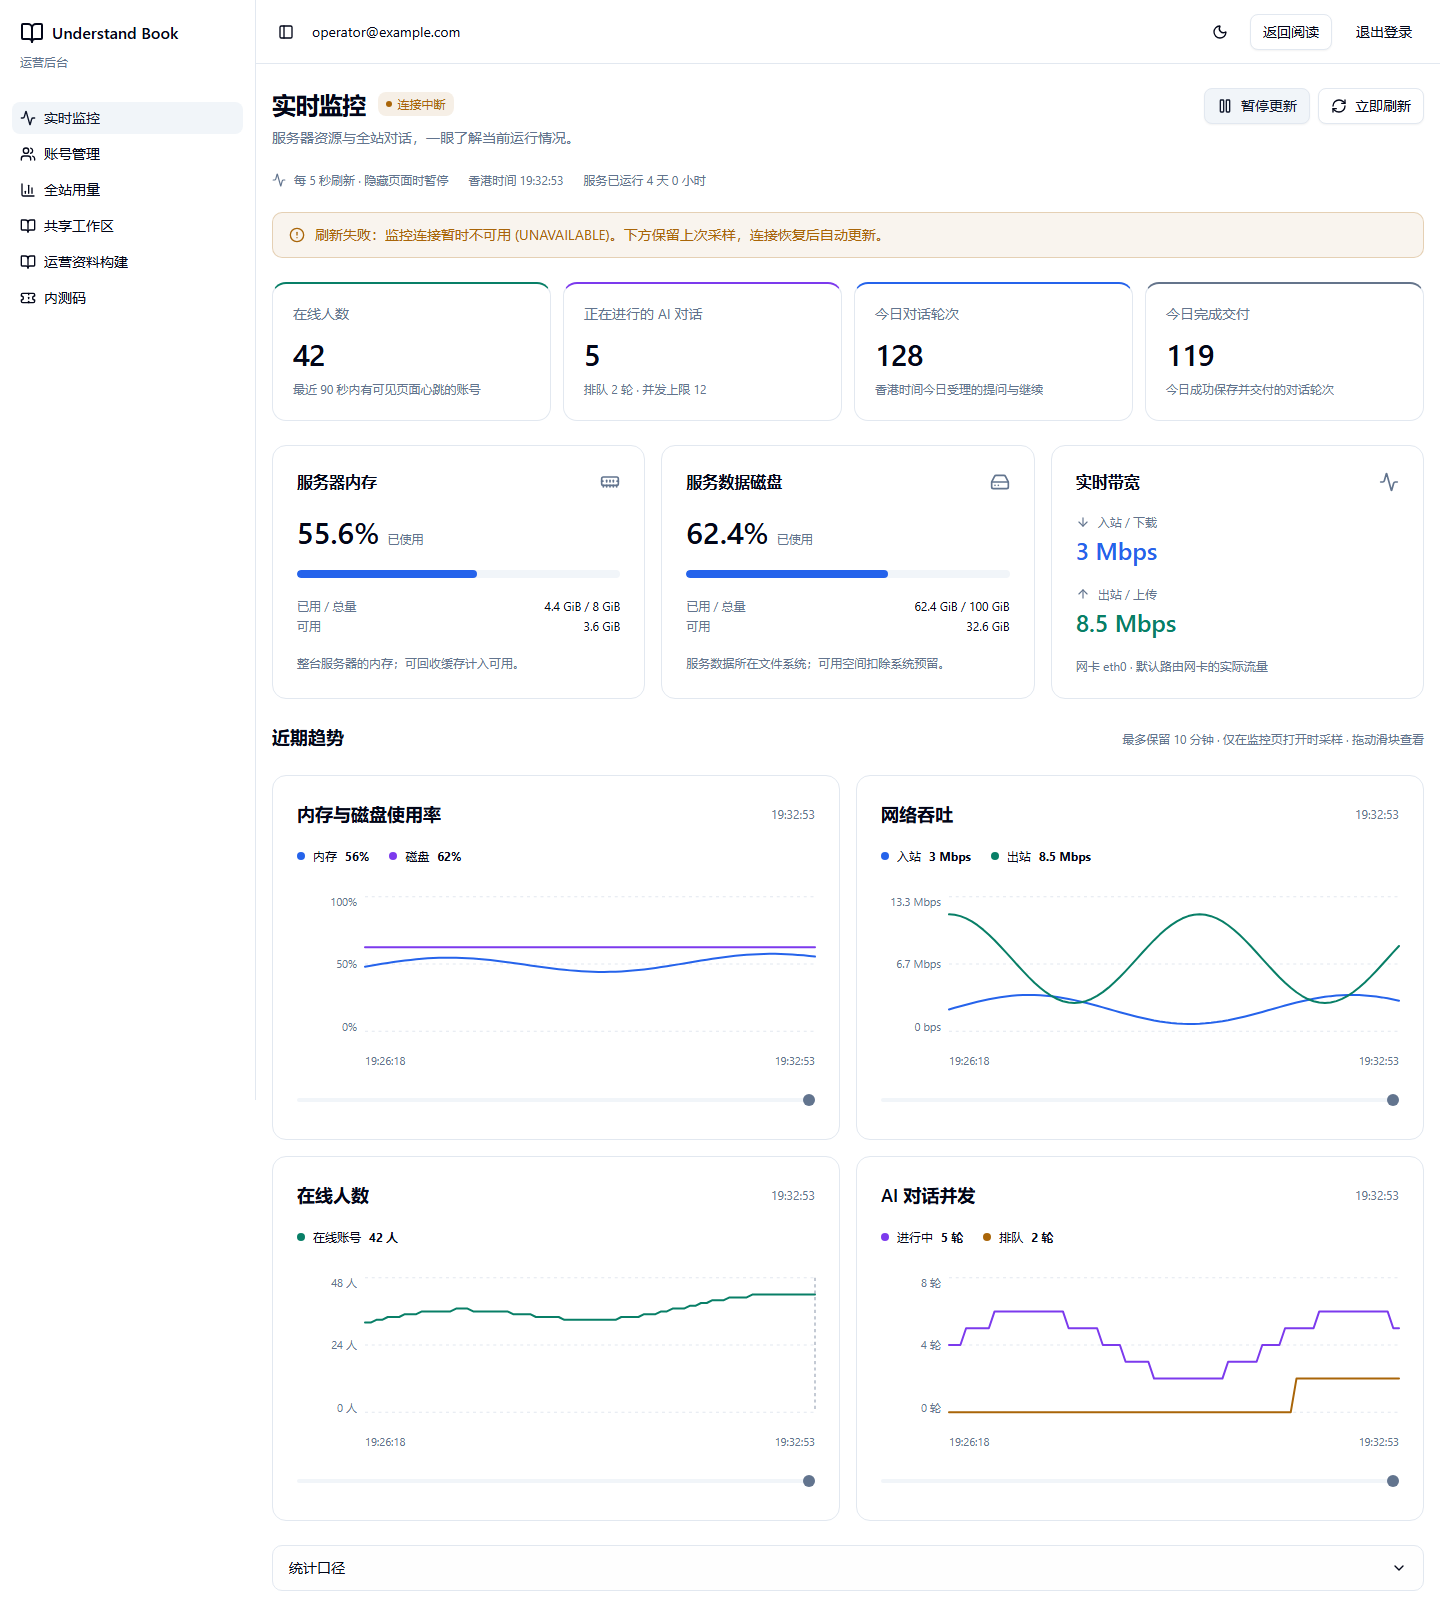 Understand Book
运营后台
实时监控
账号管理
全站用量
共享工作区
运营资料构建
内测码
operator@example.com
返回阅读
退出登录
实时监控
连接中断
暂停更新
立即刷新
服务器资源与全站对话，一眼了解当前运行情况。
每 5 秒刷新 · 隐藏页面时暂停
香港时间 19:32:53
服务已运行 4 天 0 小时
刷新失败：监控连接暂时不可用 (UNAVAILABLE)。下方保留上次采样，连接恢复后自动更新。
在线人数
42
最近 90 秒内有可见页面心跳的账号
正在进行的 AI 对话
5
排队 2 轮 · 并发上限 12
今日对话轮次
128
香港时间今日受理的提问与继续
今日完成交付
119
今日成功保存并交付的对话轮次
服务器内存
55.6% 已使用
已用 / 总量 4.4 GiB / 8 GiB
可用 3.6 GiB
整台服务器的内存；可回收缓存计入可用。
服务数据磁盘
62.4% 已使用
已用 / 总量 62.4 GiB / 100 GiB
可用 32.6 GiB
服务数据所在文件系统；可用空间扣除系统预留。
实时带宽
入站 / 下载
3 Mbps
出站 / 上传
8.5 Mbps
网卡 eth0 · 默认路由网卡的实际流量
近期趋势
最多保留 10 分钟 · 仅在监控页打开时采样 · 拖动滑块查看
内存与磁盘使用率
19:32:53
内存 56% 磁盘 62%
100%
50%
0%
19:26:18 19:32:53
网络吞吐
19:32:53
入站 3 Mbps 出站 8.5 Mbps
13.3 Mbps
6.7 Mbps
0 bps
19:26:18 19:32:53
在线人数
19:32:53
在线账号 42 人
48 人
24 人
0 人
19:26:18 19:32:53
AI 对话并发
19:32:53
进行中 5 轮 排队 2 轮
8 轮
4 轮
0 轮
19:26:18 19:32:53
统计口径